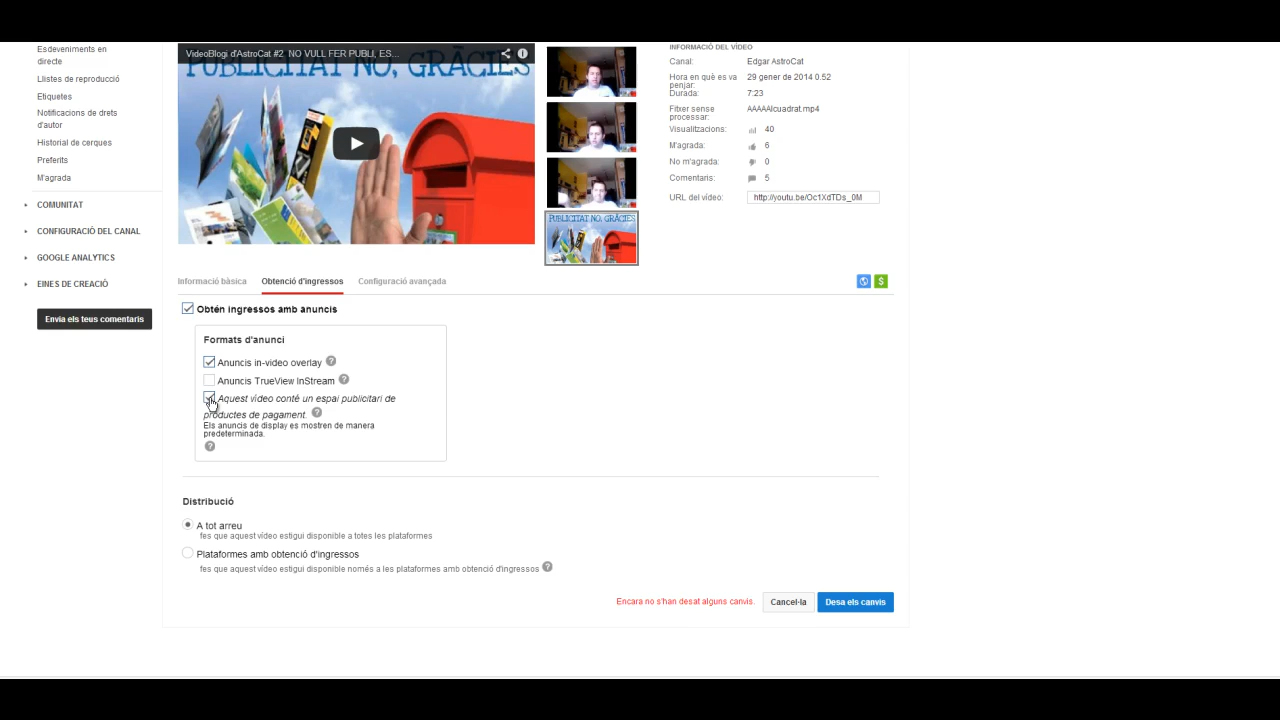 Esdeveniments en
directe
Llistes de reproducció
Etiquetes
Notificacions de drets
d'autor
Historial de cerques
Preferits
M'agrada
COMUNITAT
CONFIGURACIÓ DEL CANAL
GOOGLE ANALYTICS
EINES DE CREACIÓ
Envia els teus comentaris
VideoBlogi d'AstroCat #2 NO VULL FER PUBLI, ES...
PUBLICITAT NO, GRÀCIES
PUBLICITAT NO, GRÀCIES
INFORMACIÓ DEL VÍDEO
Canal: Edgar AstroCat
Hora en què es va penjar: 29 gener de 2014 0.52
Durada: 7:23
Fitxer sense processar: AAAAAlcuadrat.mp4
Visualitzacions: 40
M'agrada: 6
No m'agrada: 0
Comentaris: 5
URL del vídeo: http://youtu.be/Oc1XdTDs_0M
Informació bàsica Obtenció d'ingressos Configuració avançada
$
Obtén ingressos amb anuncis
Formats d'anunci
Anuncis in-video overlay ?
Anuncis TrueView InStream ?
Aquest vídeo conté un espai publicitari de
productes de pagament. ?
Els anuncis de display es mostren de manera
predeterminada.
?
Distribució
A tot arreu
fes que aquest vídeo estigui disponible a totes les plataformes
Plataformes amb obtenció d'ingressos
fes que aquest vídeo estigui disponible només a les plataformes amb obtenció d'ingressos ?
Encara no s'han desat alguns canvis. Cancel·la Desa els canvis